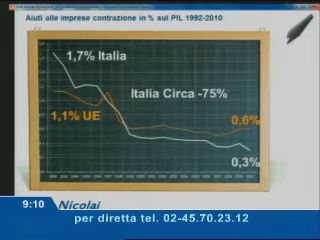 Aiuti alle imprese contrazione in % sul PIL 1992-2010
1,7% Italia
Italia Circa -75%
1,1% UE
0,6%
0,3%
9:10
Nicolai
per diretta tel. 02-45.70.23.12